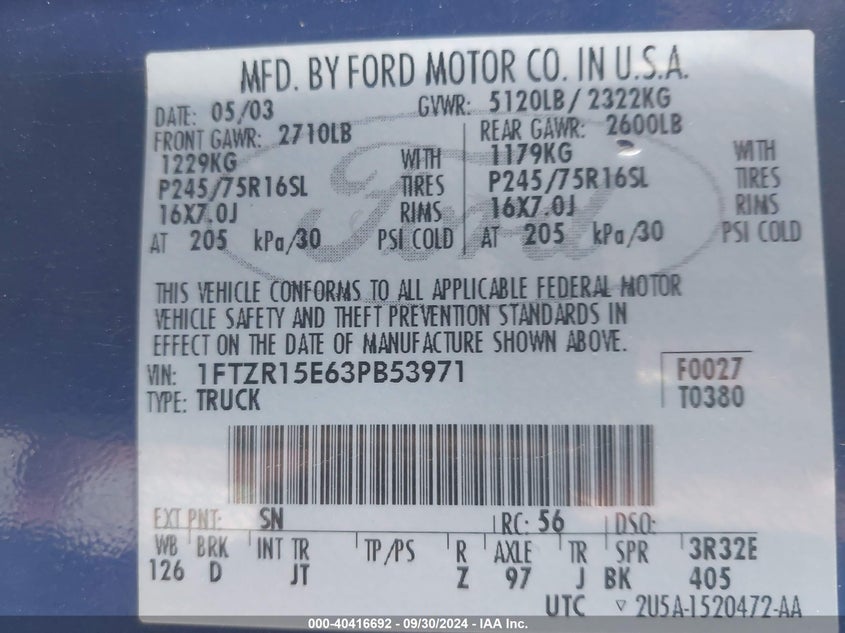 MFD. BY FORD MOTOR CO. IN U.S.A.
DATE: 05/03 GVWR: 5120LB/ 2322KG
FRONT GAWR: 2710LB REAR GAWR: 2600LB
1229KG WITH 1179KG WITH
P245/75R16SL TIRES P245/75R16SL TIRES
16X7.0J RIMS 16X7.0J RIMS
AT 205 kPa/30 PSI COLD AT 205 kPa/30 PSI COLD
Ford
THIS VEHICLE CONFORMS TO ALL APPLICABLE FEDERAL MOTOR
VEHICLE SAFETY AND THEFT PREVENTION STANDARDS IN
EFFECT ON THE DATE OF MANUFACTURE SHOWN ABOVE.
VIN: 1FTZR15E63PB53971 F0027
TYPE: TRUCK T0380
EXT PNT: SN RC: 56 DSO:
WB BRK INT TR TP/PS R AXLE TR SPR 3R32E
126 D JT Z 97 J BK 405
UTC ▽ 2U5A-1520472-AA
000-40416692 - 09/30/2024 - IAA Inc.